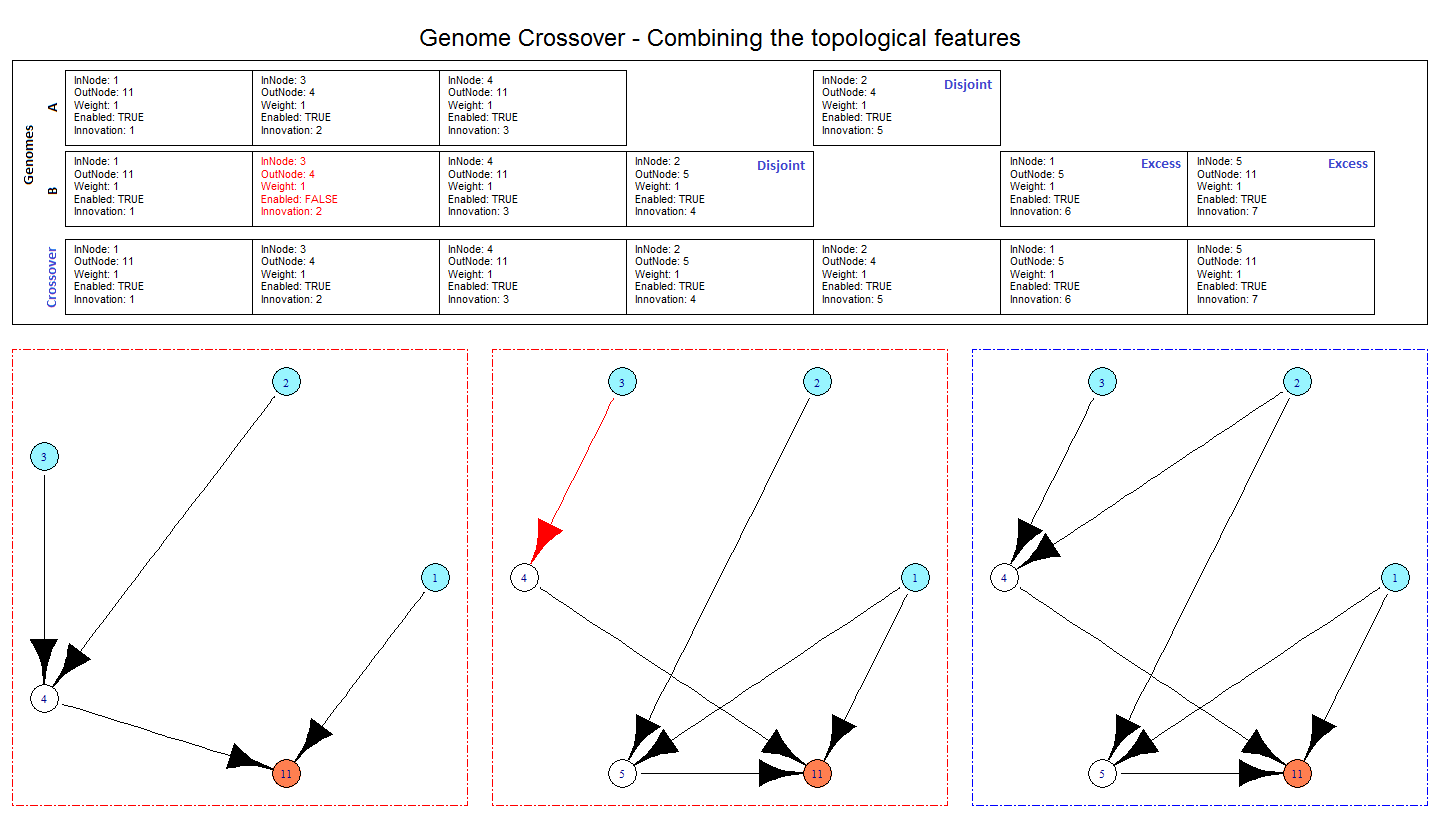 Genome Crossover - Combining the topological features
Genomes
A
InNode: 1
OutNode: 11
Weight: 1
Enabled: TRUE
Innovation: 1
InNode: 3
OutNode: 4
Weight: 1
Enabled: TRUE
Innovation: 2
InNode: 4
OutNode: 11
Weight: 1
Enabled: TRUE
Innovation: 3
InNode: 2
OutNode: 4
Weight: 1
Enabled: TRUE
Innovation: 5
Disjoint
B
InNode: 1
OutNode: 11
Weight: 1
Enabled: TRUE
Innovation: 1
InNode: 3
OutNode: 4
Weight: 1
Enabled: FALSE
Innovation: 2
InNode: 4
OutNode: 11
Weight: 1
Enabled: TRUE
Innovation: 3
InNode: 2
OutNode: 5
Weight: 1
Enabled: TRUE
Innovation: 4
Disjoint
InNode: 1
OutNode: 5
Weight: 1
Enabled: TRUE
Innovation: 6
Excess
InNode: 5
OutNode: 11
Weight: 1
Enabled: TRUE
Innovation: 7
Excess
Crossover
InNode: 1
OutNode: 11
Weight: 1
Enabled: TRUE
Innovation: 1
InNode: 3
OutNode: 4
Weight: 1
Enabled: TRUE
Innovation: 2
InNode: 4
OutNode: 11
Weight: 1
Enabled: TRUE
Innovation: 3
InNode: 2
OutNode: 5
Weight: 1
Enabled: TRUE
Innovation: 4
InNode: 2
OutNode: 4
Weight: 1
Enabled: TRUE
Innovation: 5
InNode: 1
OutNode: 5
Weight: 1
Enabled: TRUE
Innovation: 6
InNode: 5
OutNode: 11
Weight: 1
Enabled: TRUE
Innovation: 7
2
3
1
4
11
3
2
4
1
5
11
3
2
4
1
5
11